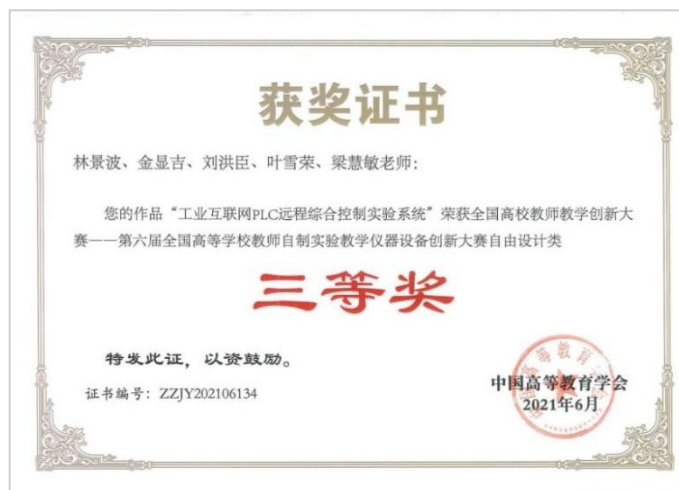 获奖证书
林景波、金显吉、刘洪臣、叶雪荣、梁慧敏老师：
您的作品“工业互联网PLC远程综合控制实验系统”荣获全国高校教师教学创新大
赛——第六届全国高等学校教师自制实验教学仪器设备创新大赛自由设计类
三等奖
特发此证，以资鼓励。
证书编号：ZZJY202106134
中国高等教育学会
2021年6月